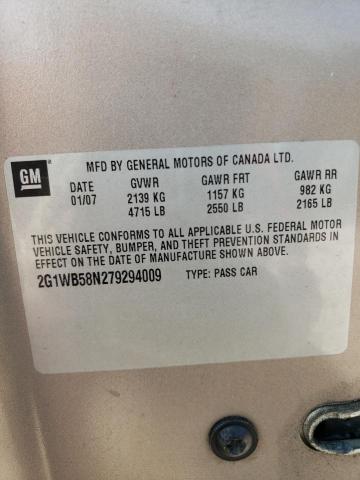 GM
MFD BY GENERAL MOTORS OF CANADA LTD.
DATE GVWR GAWR FRT GAWR RR
01/07 2139 KG 1157 KG 982 KG
4715 LB 2550 LB 2165 LB
THIS VEHICLE CONFORMS TO ALL APPLICABLE U.S. FEDERAL MOTOR
VEHICLE SAFETY, BUMPER, AND THEFT PREVENTION STANDARDS IN
EFFECT ON THE DATE OF MANUFACTURE SHOWN ABOVE.
2G1WB58N279294009 TYPE: PASS CAR